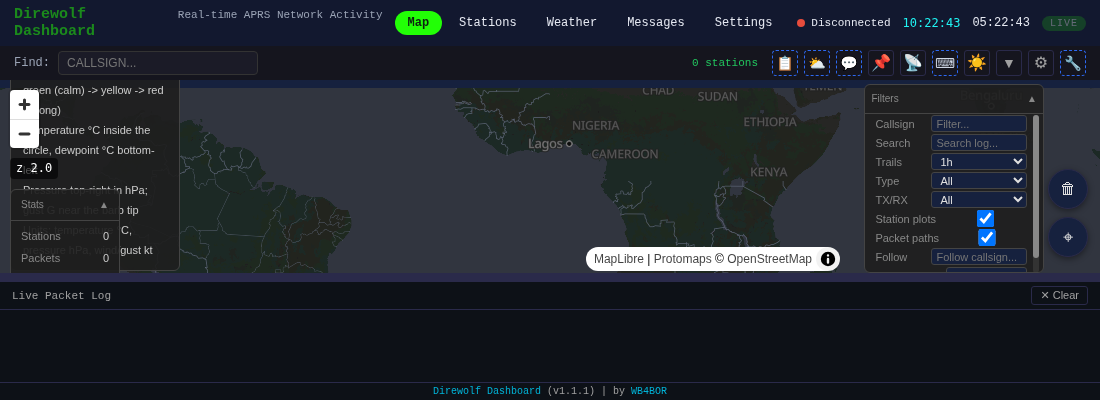 Direwolf Dashboard
Real-time APRS Network Activity
Map
Stations
Weather
Messages
Settings
Disconnected
10:22:43
05:22:43
LIVE
Find:
CALLSIGN...
0 stations
green (calm) -> yellow -> red
circle, dewpoint °C bottom-
z 2.0
Stats
Stations 0
Packets 0
CHAD
SUDAN
YEMEN
NIGERIA
ETHIOPIA
Lagos
CAMEROON
KENYA
MapLibre | Protomaps © OpenStreetMap
Filters
Callsign Filter...
Search Search log...
Trails 1h
Type All
TX/RX All
Station plots
Packet paths
Follow Follow callsign...
Live Packet Log
✕ Clear
Direwolf Dashboard (v1.1.1) | by WB4BOR